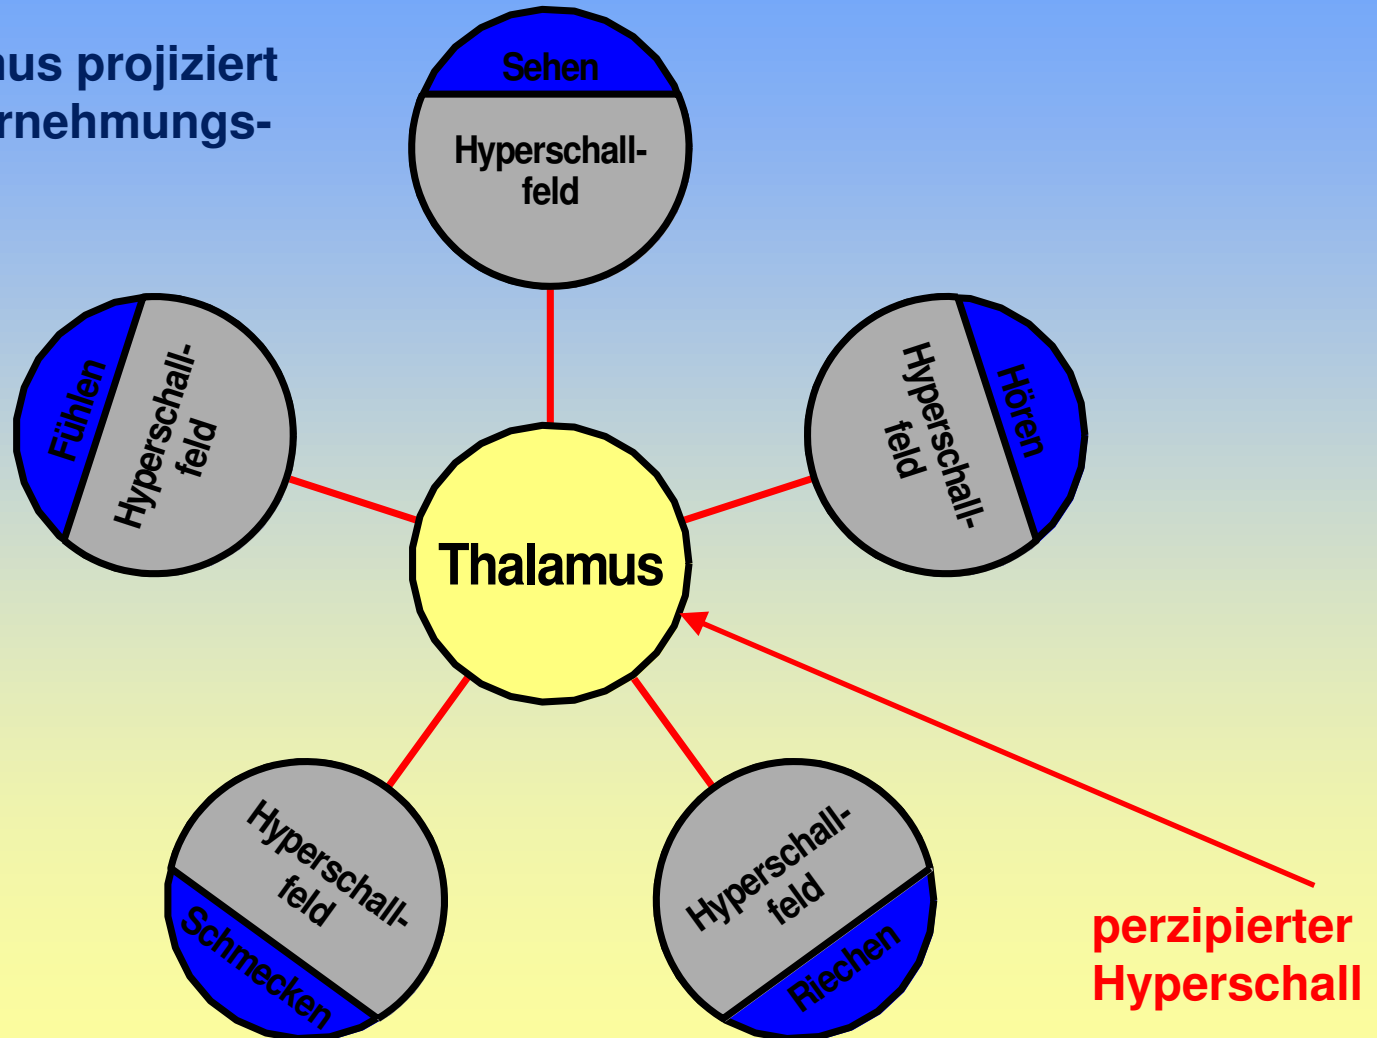 nus projiziert
rnehmungs-
Sehen
Hyperschall-
feld
Fühlen
Hyperschall-
feld
Hyperschall-
feld
Hören
Thalamus
Hyperschall-
feld
Schmecken
Hyperschall-
feld
Riechen
perzipierter
Hyperschall